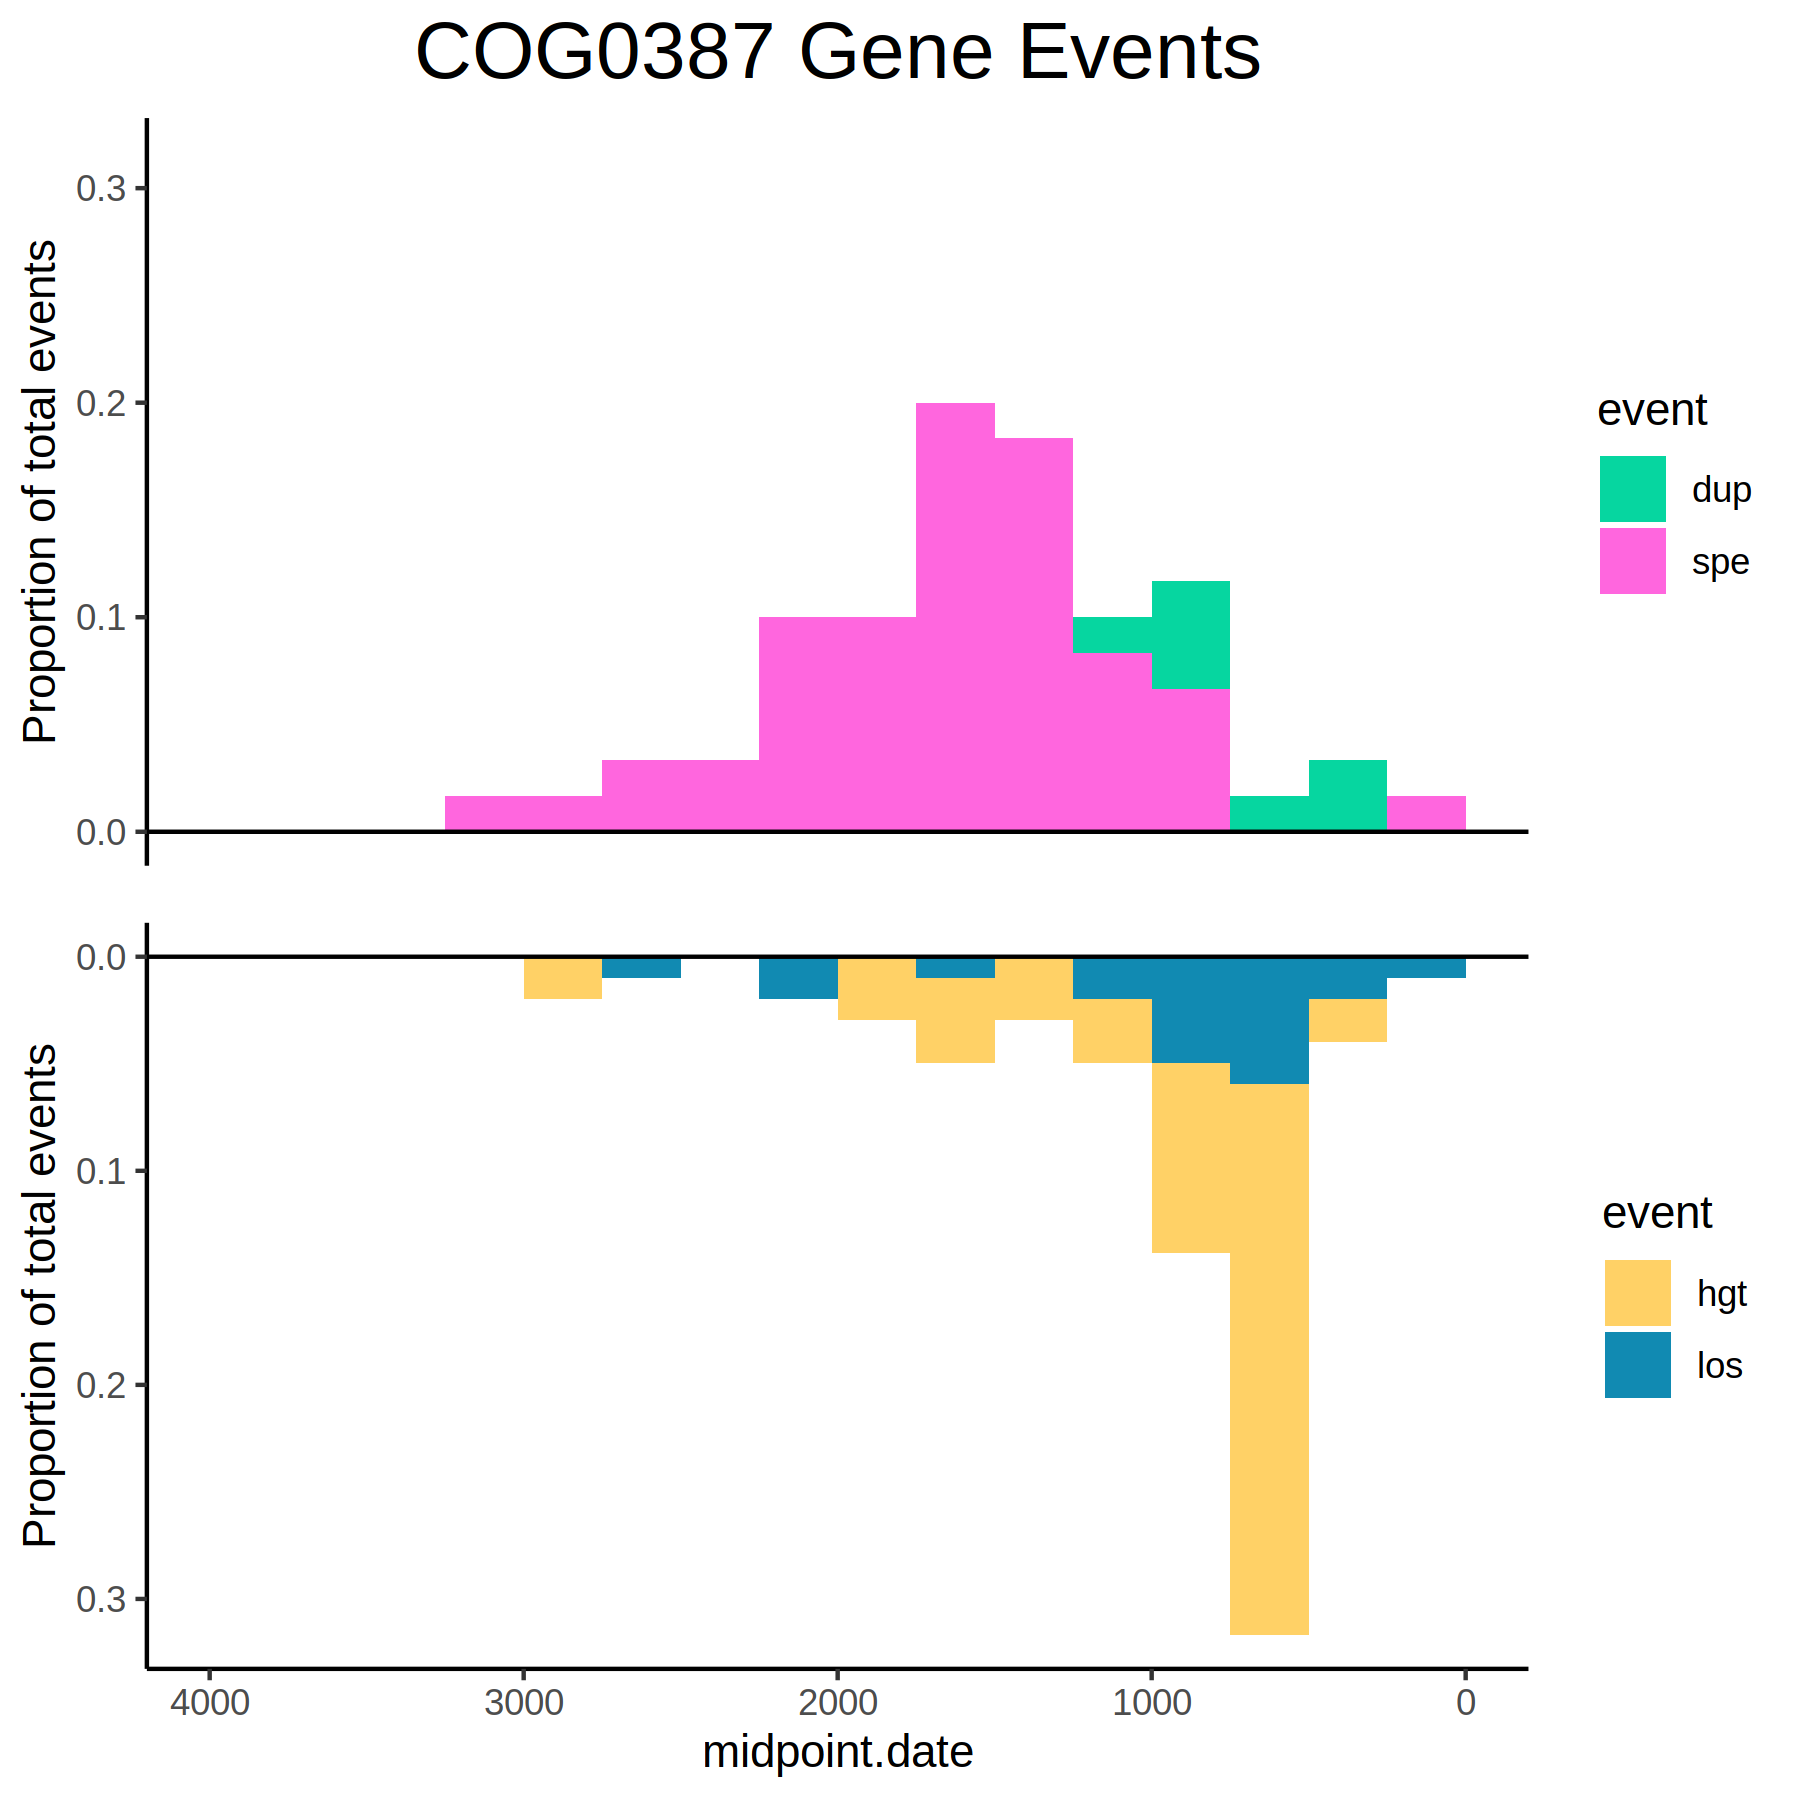 COG0387 Gene Events
Proportion of total events
0.3
0.2
0.1
0.0
event
dup
spe
Proportion of total events
0.0
0.1
0.2
0.3
event
hgt
los
4000 3000 2000 1000 0
midpoint.date